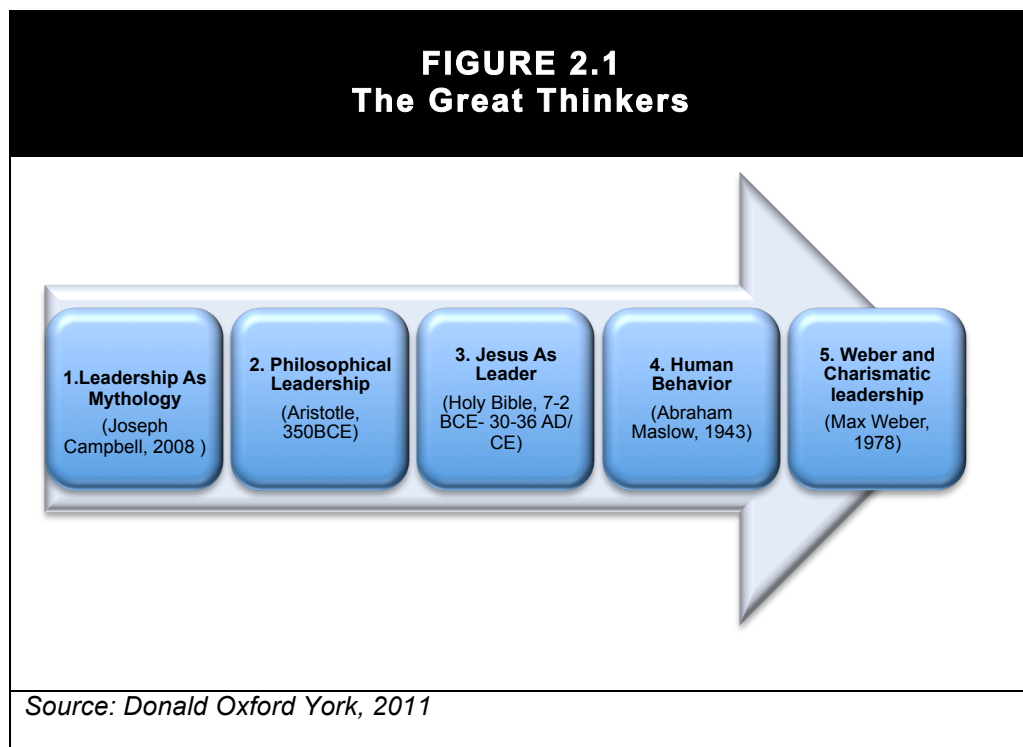 FIGURE 2.1
The Great Thinkers
1.Leadership As
Mythology
(Joseph
Campbell, 2008 )
2. Philosophical
Leadership
(Aristotle,
350BCE)
3. Jesus As
Leader
(Holy Bible, 7-2
BCE- 30-36 AD/
CE)
4. Human
Behavior
(Abraham
Maslow, 1943)
5. Weber and
Charismatic
leadership
(Max Weber,
1978)
Source: Donald Oxford York, 2011